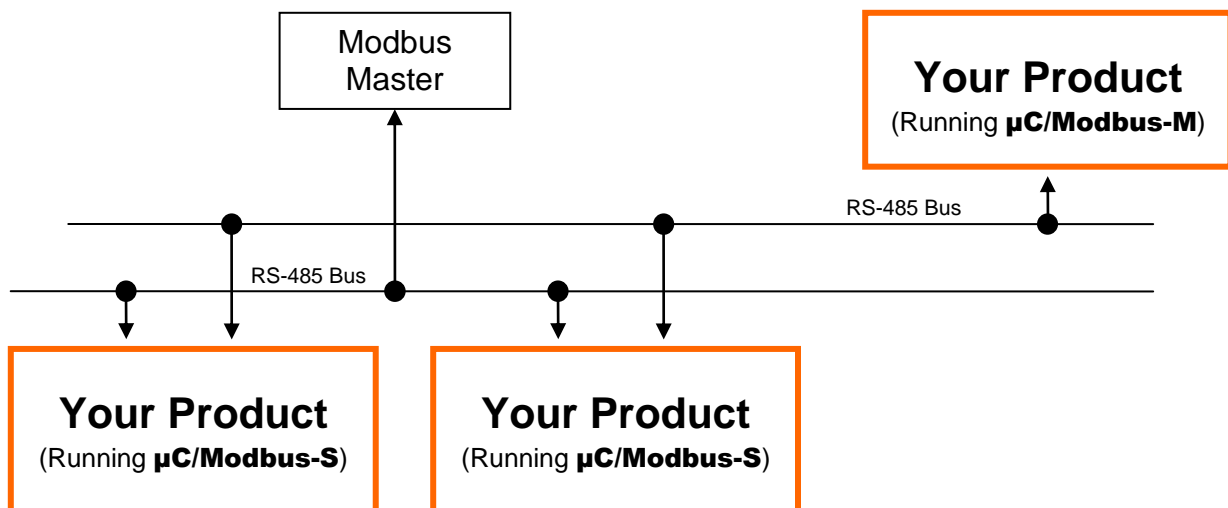 Modbus
Master
Your Product
(Running µC/Modbus-M)
RS-485 Bus
RS-485 Bus
Your Product
(Running µC/Modbus-S)
Your Product
(Running µC/Modbus-S)